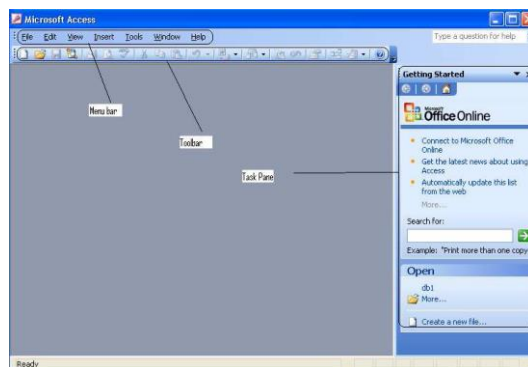 Microsoft Access
File Edit View Insert Tools Window Help
Type a question for help
Getting Started
Menu bar
Microsoft
Office Online
Toolbar
Connect to Microsoft Office
Online
Get the latest news about using
Access
Task Pane
Automatically update this list
from the web
More...
Search for:
Example: "Print more than one copy
Open
db1
More...
Create a new file...
Ready